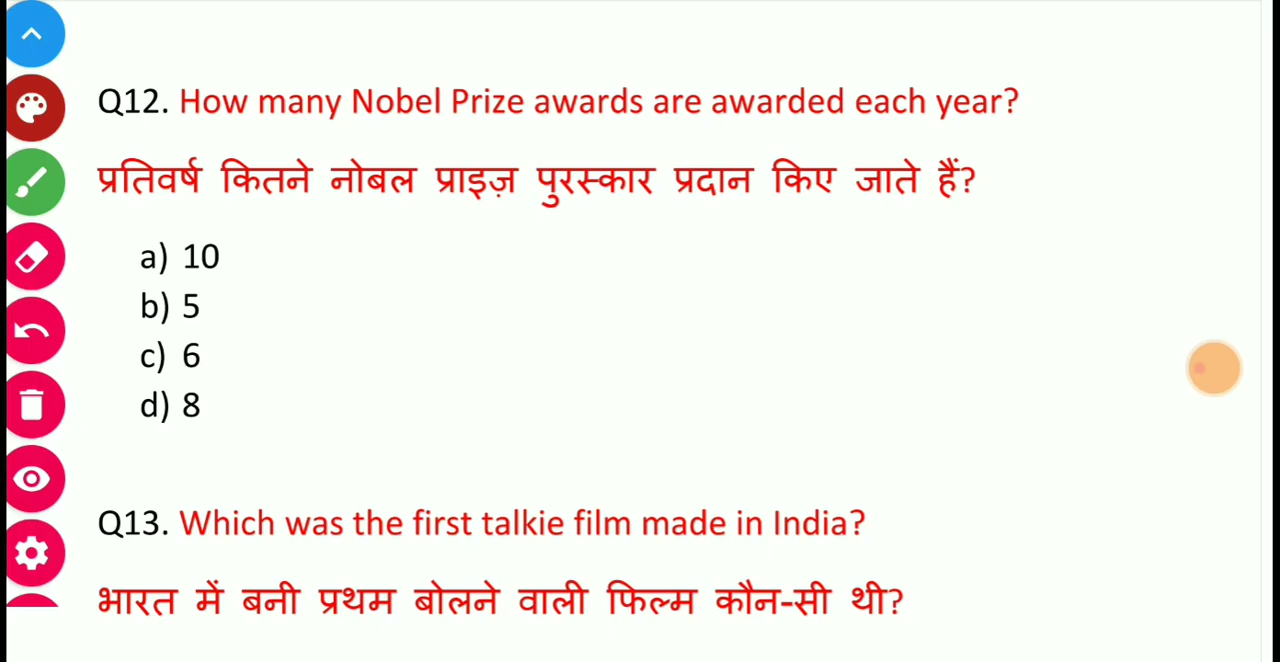 Q12. How many Nobel Prize awards are awarded each year?
प्रतिवर्ष कितने नोबल प्राइज़ पुरस्कार प्रदान किए जाते हैं?
a) 10
b) 5
c) 6
d) 8
Q13. Which was the first talkie film made in India?
भारत में बनी प्रथम बोलने वाली फिल्म कौन-सी थी?